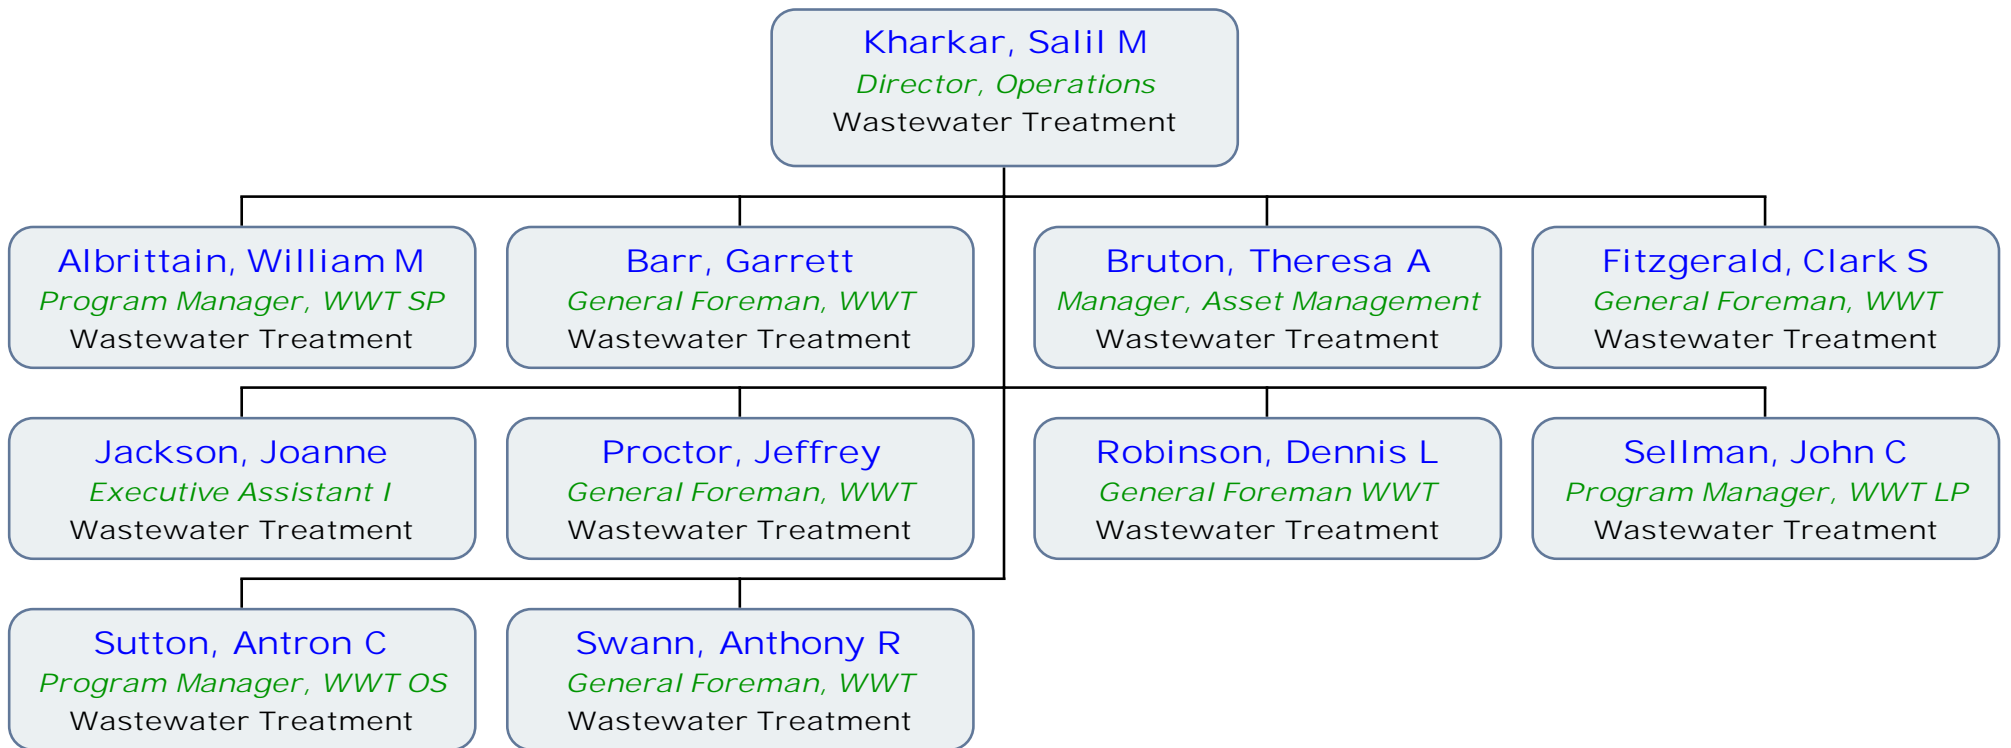 Kharkar, Salil M
Director, Operations
Wastewater Treatment
Albrittain, William M
Program Manager, WWT SP
Wastewater Treatment
Barr, Garrett
General Foreman, WWT
Wastewater Treatment
Bruton, Theresa A
Manager, Asset Management
Wastewater Treatment
Fitzgerald, Clark S
General Foreman, WWT
Wastewater Treatment
Jackson, Joanne
Executive Assistant I
Wastewater Treatment
Proctor, Jeffrey
General Foreman, WWT
Wastewater Treatment
Robinson, Dennis L
General Foreman WWT
Wastewater Treatment
Sellman, John C
Program Manager, WWT LP
Wastewater Treatment
Sutton, Antron C
Program Manager, WWT OS
Wastewater Treatment
Swann, Anthony R
General Foreman, WWT
Wastewater Treatment